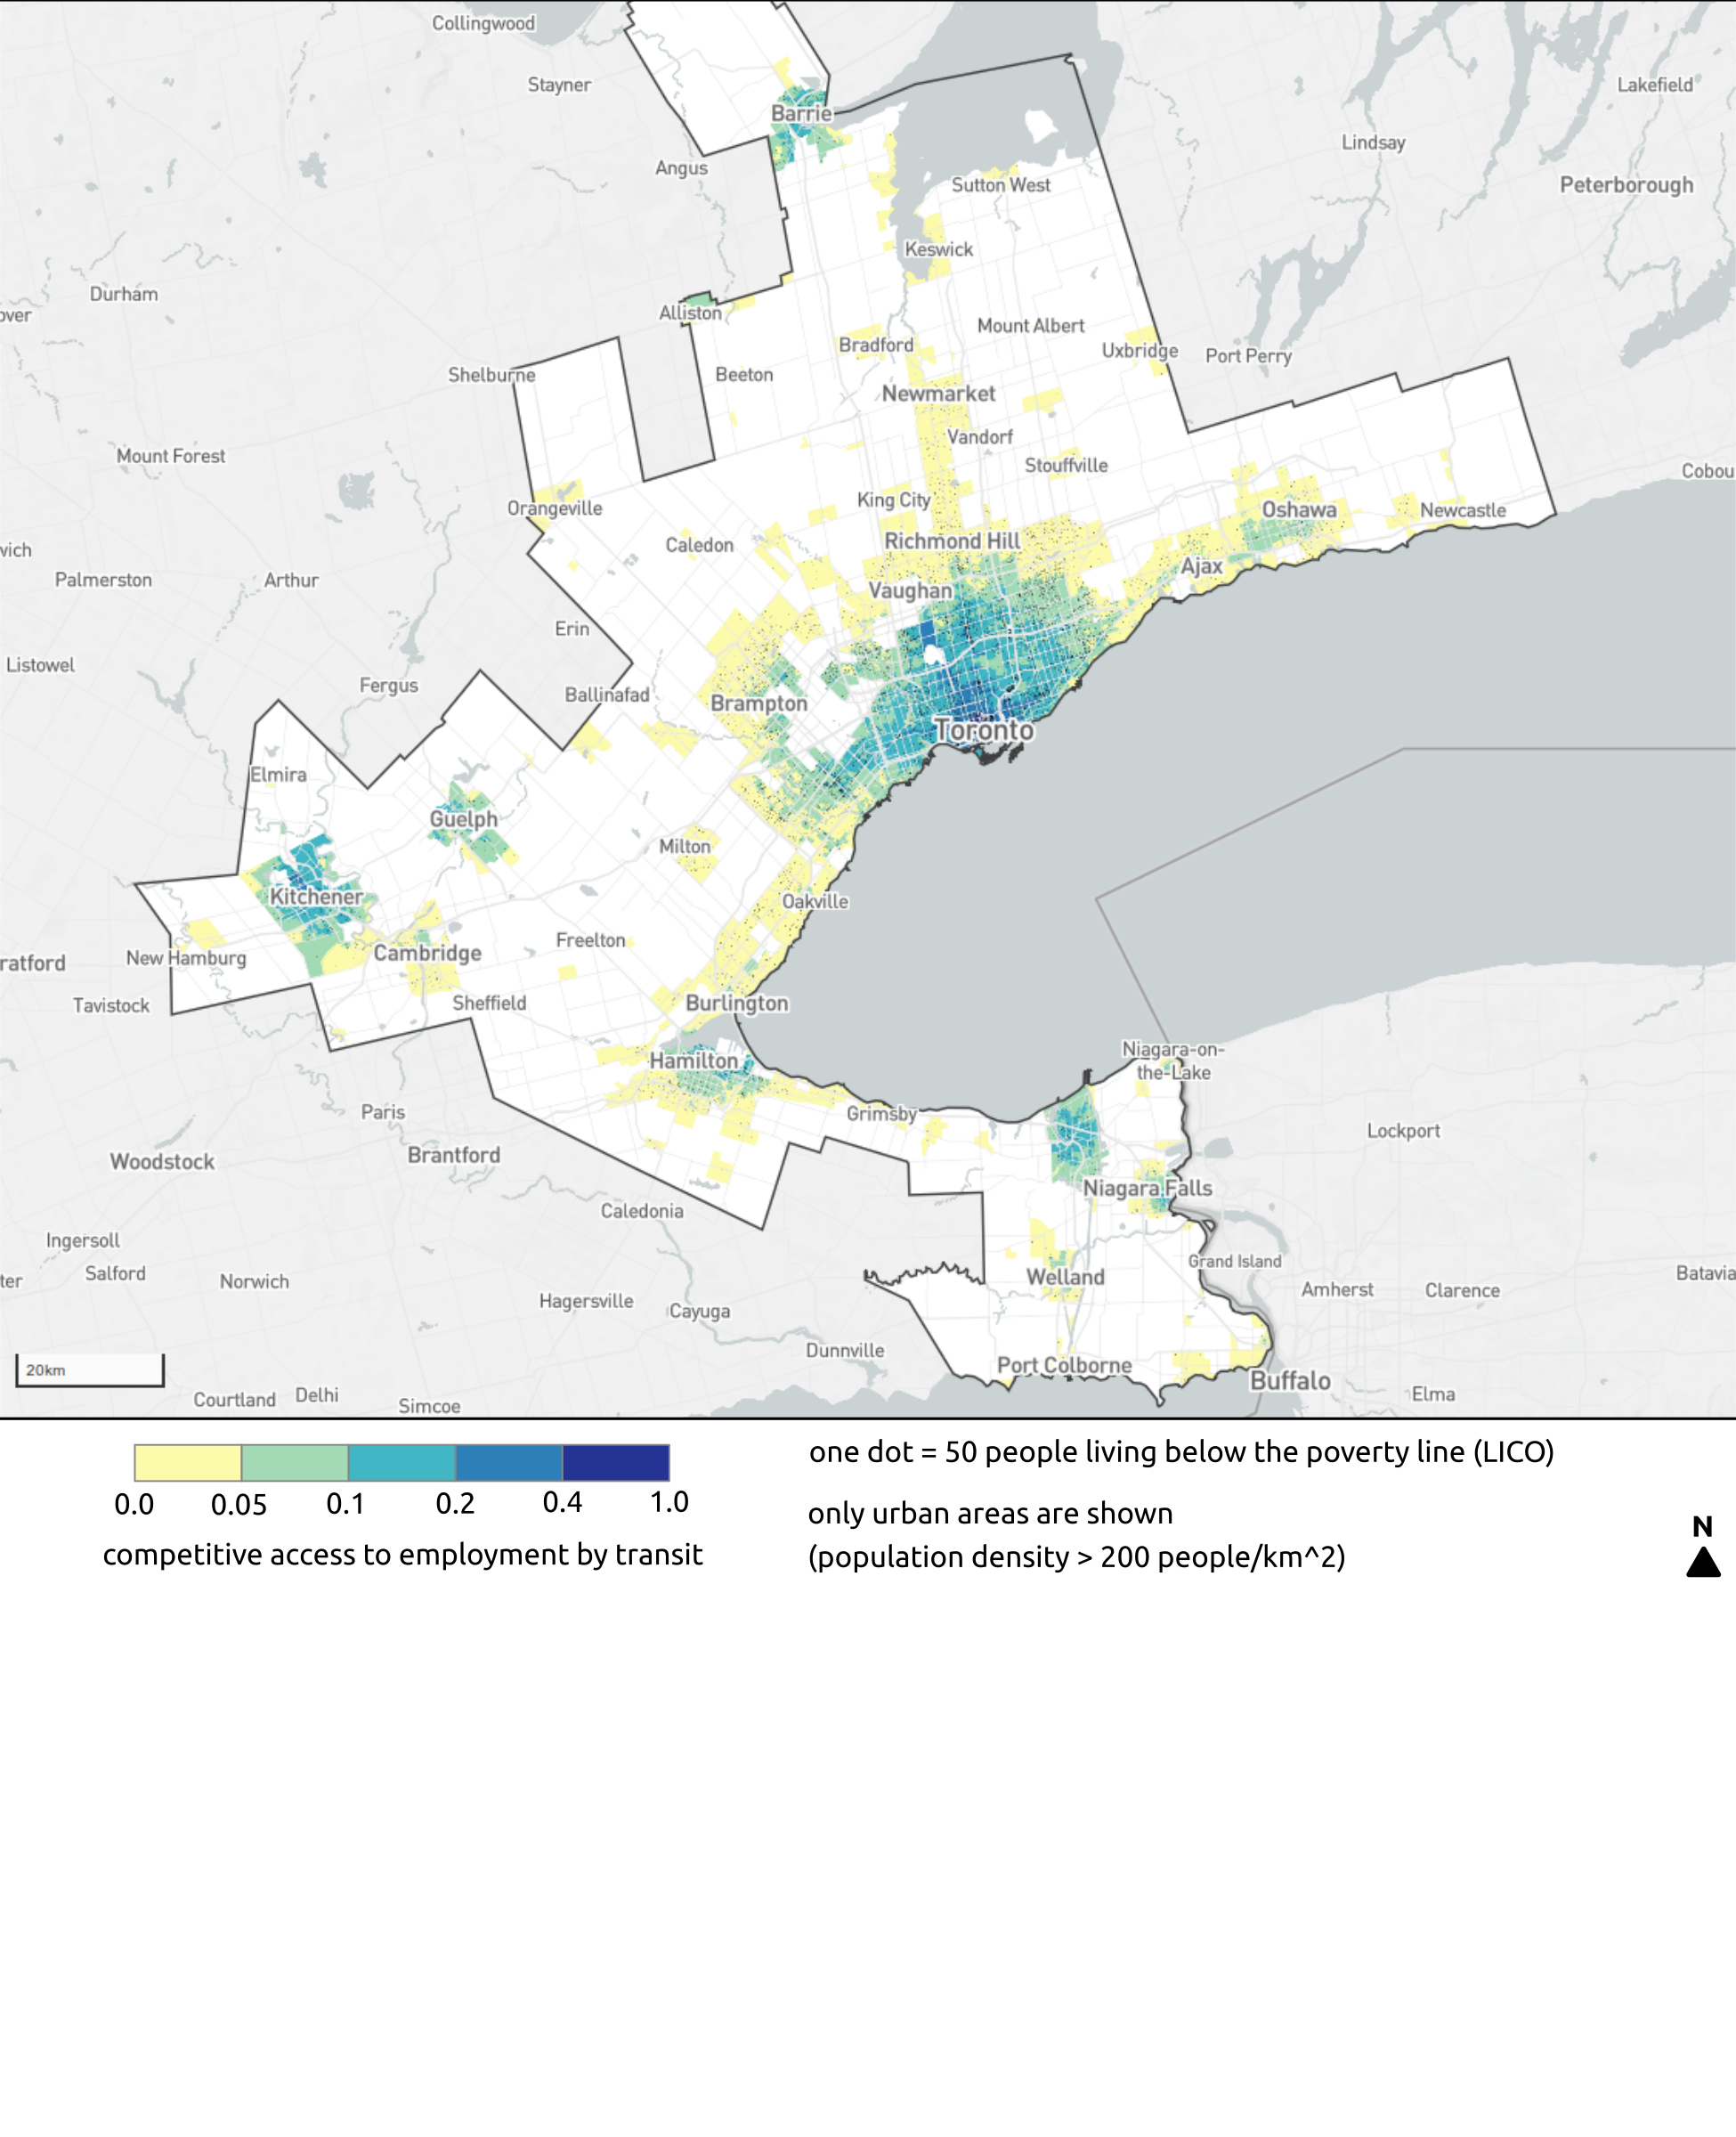 Collingwood
Stayner
Lakefield
Barrie
Lindsay
Angus
Sutton West
Peterborough
Keswick
Durham
over
Alliston
Mount Albert
Bradford
Uxbridge
Port Perry
Shelburne
Beeton
Newmarket
Vandorf
Mount Forest
Stouffville
Cobou
King City
Orangeville
Oshawa
Newcastle
Richmond Hill
Caledon
wich
Ajax
Palmerston
Arthur
Vaughan
Erin
Listowel
Fergus
Ballinafad
Brampton
Toronto
Elmira
Guelph
Milton
Kitchener
Oakville
Freelton
Cambridge
New Hamburg
ratford
Tavistock
Sheffield
Burlington
Niagara-on-
the-Lake
Hamilton
Paris
Grimsby
Lockport
Woodstock
Brantford
Niagara Falls
Caledonia
Ingersoll
Grand Island
Salford
ter
Norwich
Welland
Batavia
Amherst
Clarence
Hagersville
Cayuga
Dunnville
Port Colborne
20km
Buffalo
Courtland
Delhi
Simcoe
Elma
one dot = 50 people living below the poverty line (LICO)
0.0 0.05 0.1 0.2 0.4 1.0
only urban areas are shown
N
competitive access to employment by transit
(population density > 200 people/km^2)